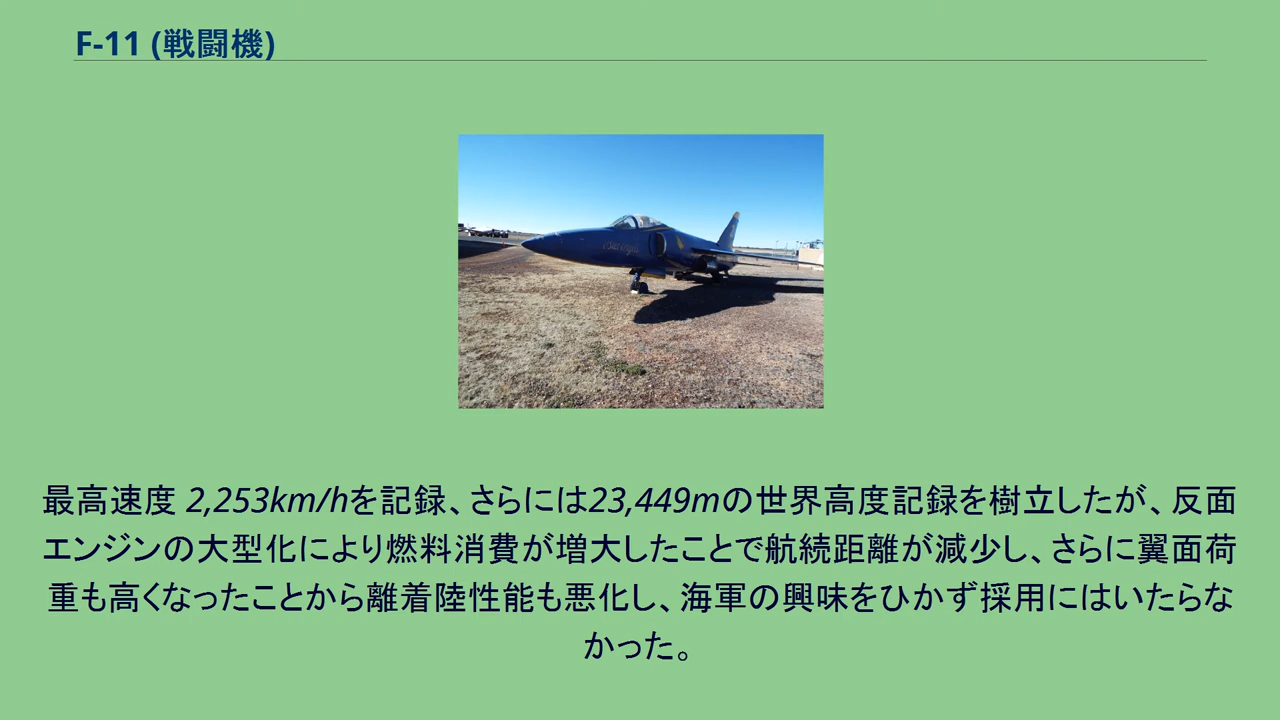 F-11 (戦闘機)
最高速度 2,253km/hを記録、さらには23,449mの世界高度記録を樹立したが、反面
エンジンの大型化により燃料消費が増大したことで航続距離が減少し、さらに翼面荷
重も高くなったことから離着陸性能も悪化し、海軍の興味をひかず採用にはいたらな
かった。